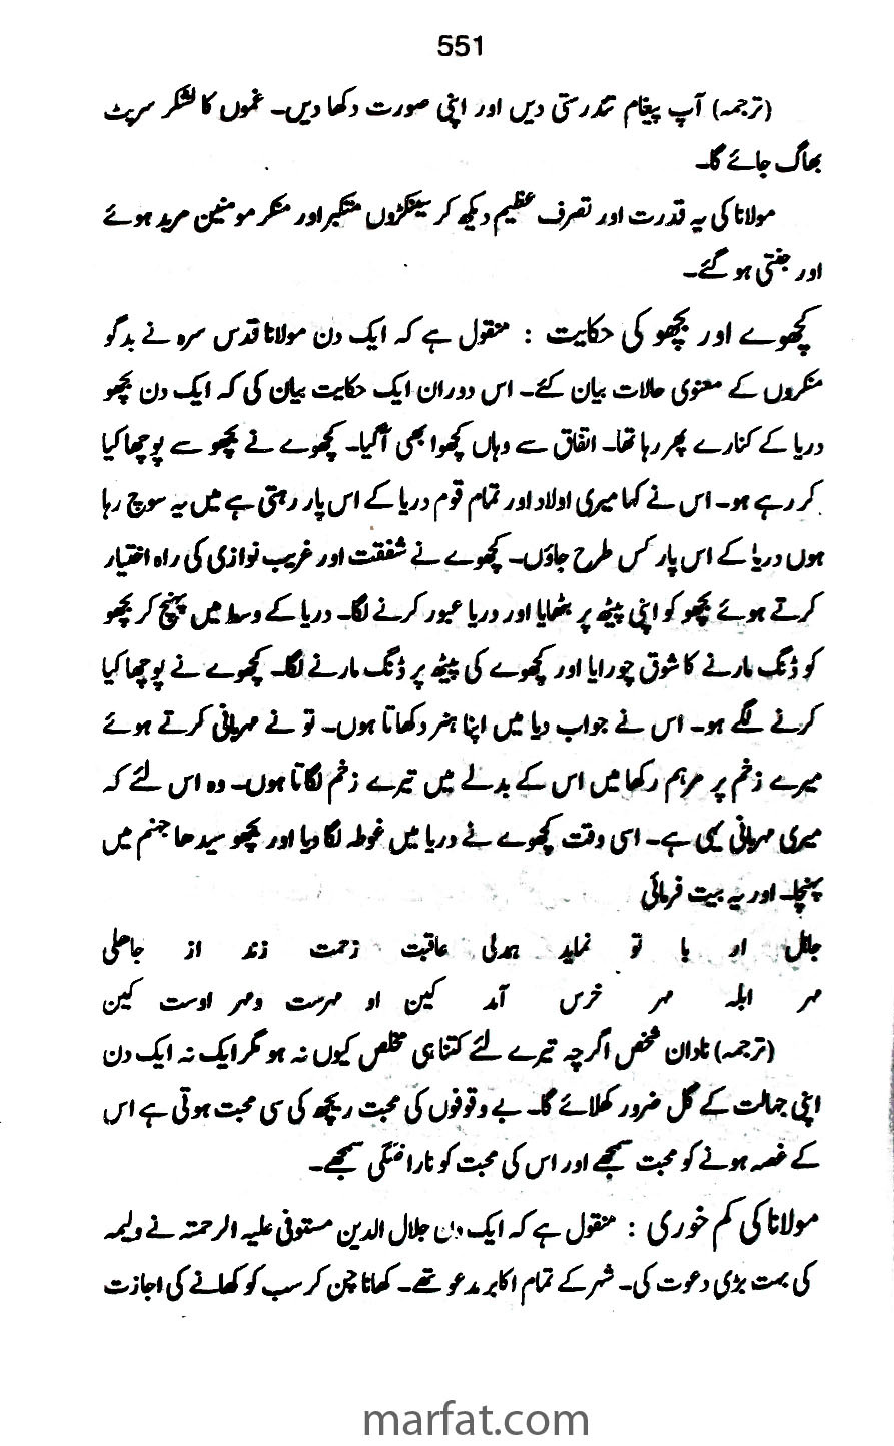 551
(ترجمہ) آپ پیغام تندرستی دیں اور اپنی صورت دکھا دیں۔ غموں کا لشکر سرپٹ
بھاگ جائے گا۔
مولانا کی یہ قدرت اور تصرف عظیم دیکھ کر سینکڑوں متکبر اور منکر مومنین مرید ہوئے
اور جنتی ہو گئے۔
کچھوے اور بچھو کی حکایت : منقول ہے کہ ایک دن مولانا قدس سرہ نے بدگو
منکروں کے معنوی حالات بیان کئے۔ اس دوران ایک حکایت بیان کی کہ ایک دن بچھو
دریا کے کنارے پھر رہا تھا۔ اتفاق سے وہاں کچھوا بھی آگیا۔ کچھوے نے بچھو سے پوچھا کیا
کر رہے ہو۔ اس نے کہا میری اولاد اور تمام قوم دریا کے اس پار رہتی ہے میں یہ سوچ رہا
ہوں دریا کے اس پار کس طرح جاؤں۔ کچھوے نے شفقت اور غریب نوازی کی راہ اختیار
کرتے ہوئے بچھو کو اپنی پیٹھ پر بٹھایا اور دریا عبور کرنے لگا۔ دریا کے وسط میں پہنچ کر بچھو
کو ڈنگ مارنے کا شوق چورایا اور کچھوے کی پیٹھ پر ڈنگ مارنے لگا۔ کچھوے نے پوچھا کیا
کرنے لگے ہو۔ اس نے جواب دیا میں اپنا ہنر دکھاتا ہوں۔ تو نے مہربانی کرتے ہوئے
میرے زخم پر مرہم رکھا میں اس کے بدلے میں تیرے زخم لگاتا ہوں۔ وہ اس لئے کہ
میری مہربانی یہی ہے۔ اسی وقت کچھوے نے دریا میں غوطہ لگا دیا اور بچھو سیدھا جہنم میں
پہنچا۔ اور یہ بیت فرمائی
جاہل ار با تو نماید ہمدلی عاقبت زحمت زند از جاھلی
مہر ابلہ مہر خرس آمد کین او مہرست و مہر اوست کین
(ترجمہ) نادان شخص اگرچہ تیرے لئے کتنا ہی مخلص کیوں نہ ہو مگر ایک نہ ایک دن
اپنی جہالت کے گل ضرور کھلائے گا۔ بے وقوفوں کی محبت ریچھ کی سی محبت ہوتی ہے اس
کے غصہ ہونے کو محبت سمجھے اور اس کی محبت کو ناراضگی سمجھے۔
مولانا کی کم خوری : منقول ہے کہ ایک دن جلال الدین مستوفی علیہ الرحمتہ نے ولیمہ
کی بہت بڑی دعوت کی۔ شہر کے تمام اکابر مدعو تھے۔ کھانا چن کر سب کو کھانے کی اجازت
marfat.com